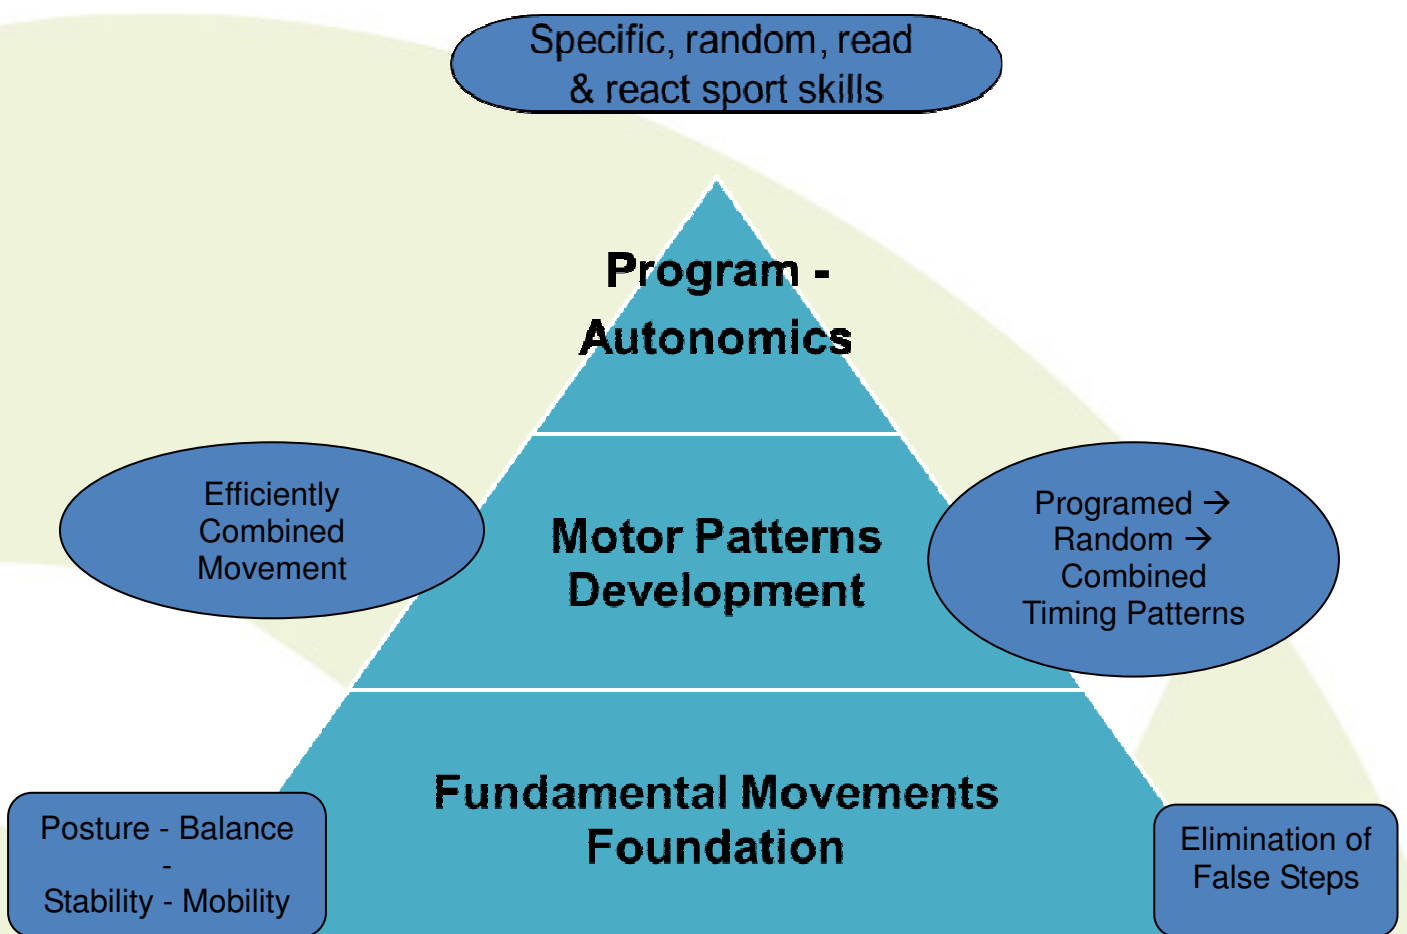 Specific, random, read
& react sport skills
Program -
Autonomics
Efficiently
Combined
Movement
Motor Patterns
Development
Programed →
Random →
Combined
Timing Patterns
Fundamental Movements
Foundation
Posture - Balance
-
Stability - Mobility
Elimination of
False Steps